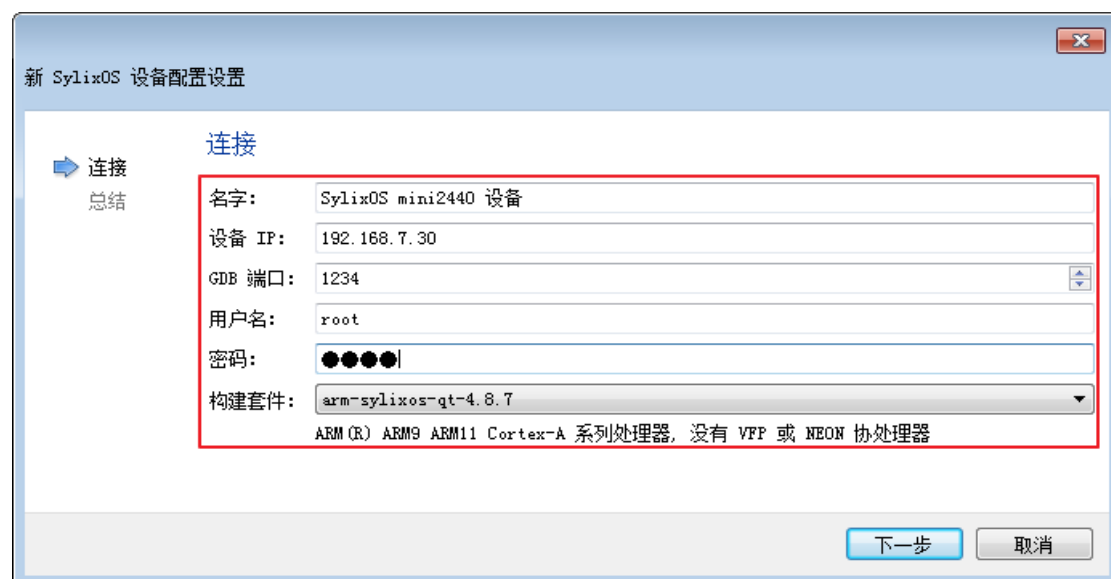 新 SylixOS 设备配置设置
连接
连接
总结
名字: SylixOS mini2440 设备
设备 IP: 192.168.7.30
GDB 端口: 1234
用户名: root
密码: ●●●●
构建套件: arm-sylixos-qt-4.8.7
ARM(R) ARM9 ARM11 Cortex-A 系列处理器, 没有 VFP 或 NEON 协处理器
下一步 取消